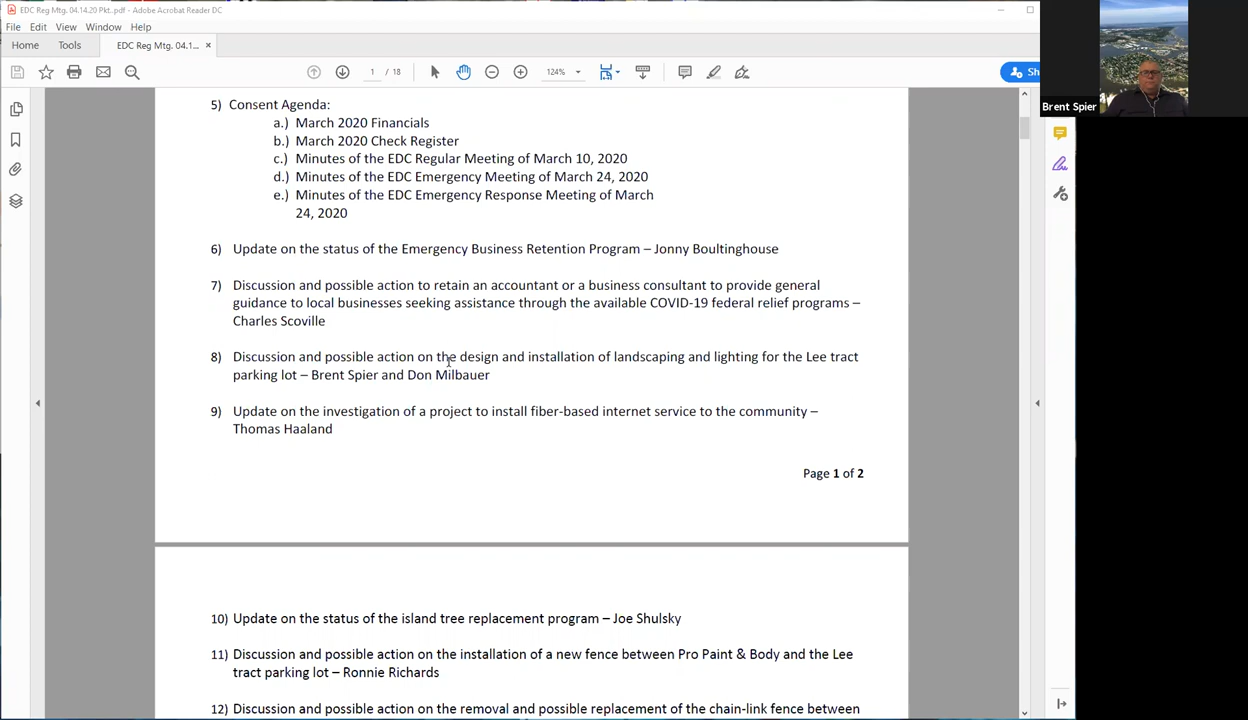 EDC Reg Mtg. 04.14.20 Pkt..pdf - Adobe Acrobat Reader DC
File Edit View Window Help
Home Tools EDC Reg Mtg. 04.1... ×
1 / 18 124% Sh
Brent Spier
5) Consent Agenda:
a.) March 2020 Financials
b.) March 2020 Check Register
c.) Minutes of the EDC Regular Meeting of March 10, 2020
d.) Minutes of the EDC Emergency Meeting of March 24, 2020
e.) Minutes of the EDC Emergency Response Meeting of March
24, 2020
6) Update on the status of the Emergency Business Retention Program – Jonny Boultinghouse
7) Discussion and possible action to retain an accountant or a business consultant to provide general
guidance to local businesses seeking assistance through the available COVID-19 federal relief programs –
Charles Scoville
8) Discussion and possible action on the design and installation of landscaping and lighting for the Lee tract
parking lot – Brent Spier and Don Milbauer
9) Update on the investigation of a project to install fiber-based internet service to the community –
Thomas Haaland
Page 1 of 2
10) Update on the status of the island tree replacement program – Joe Shulsky
11) Discussion and possible action on the installation of a new fence between Pro Paint & Body and the Lee
tract parking lot – Ronnie Richards
12) Discussion and possible action on the removal and possible replacement of the chain-link fence between